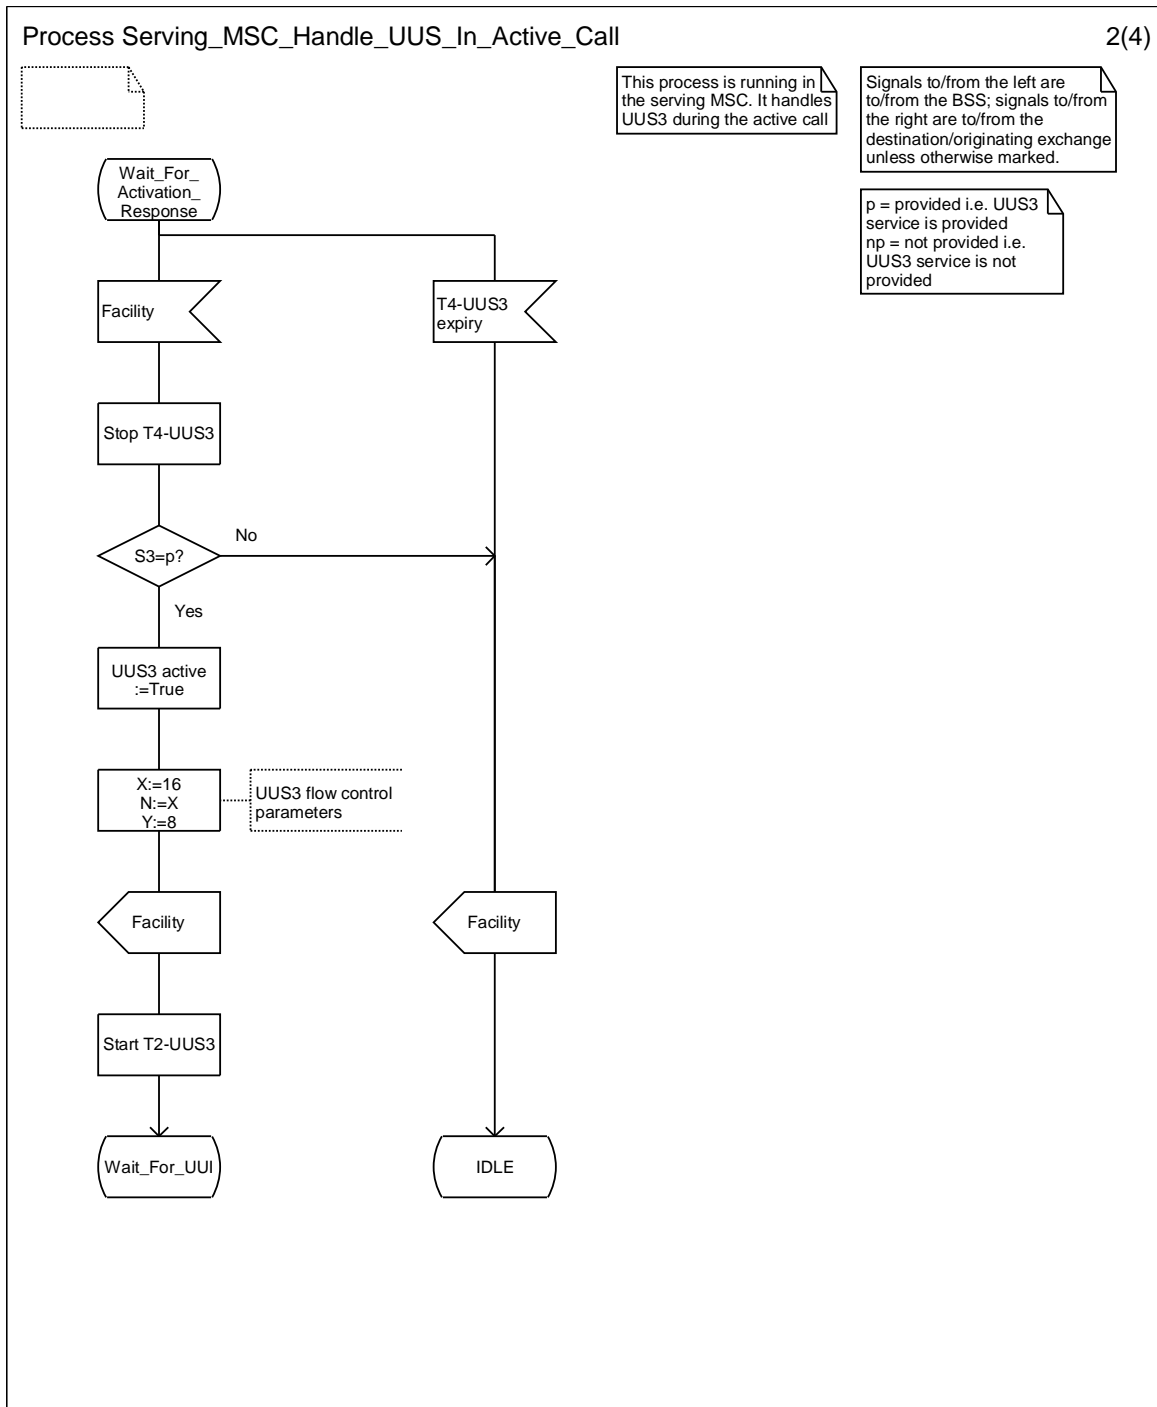 Process Serving_MSC_Handle_UUS_In_Active_Call
2(4)
This process is running in
the serving MSC. It handles
UUS3 during the active call
Signals to/from the left are
to/from the BSS; signals to/from
the right are to/from the
destination/originating exchange
unless otherwise marked.
p = provided i.e. UUS3
service is provided
np = not provided i.e.
UUS3 service is not
provided
Wait_For_
Activation_
Response
Facility
T4-UUS3
expiry
Stop T4-UUS3
S3=p?
No
Yes
UUS3 active
:=True
X:=16
N:=X
Y:=8
UUS3 flow control
parameters
Facility
Facility
Start T2-UUS3
Wait_For_UUI
IDLE